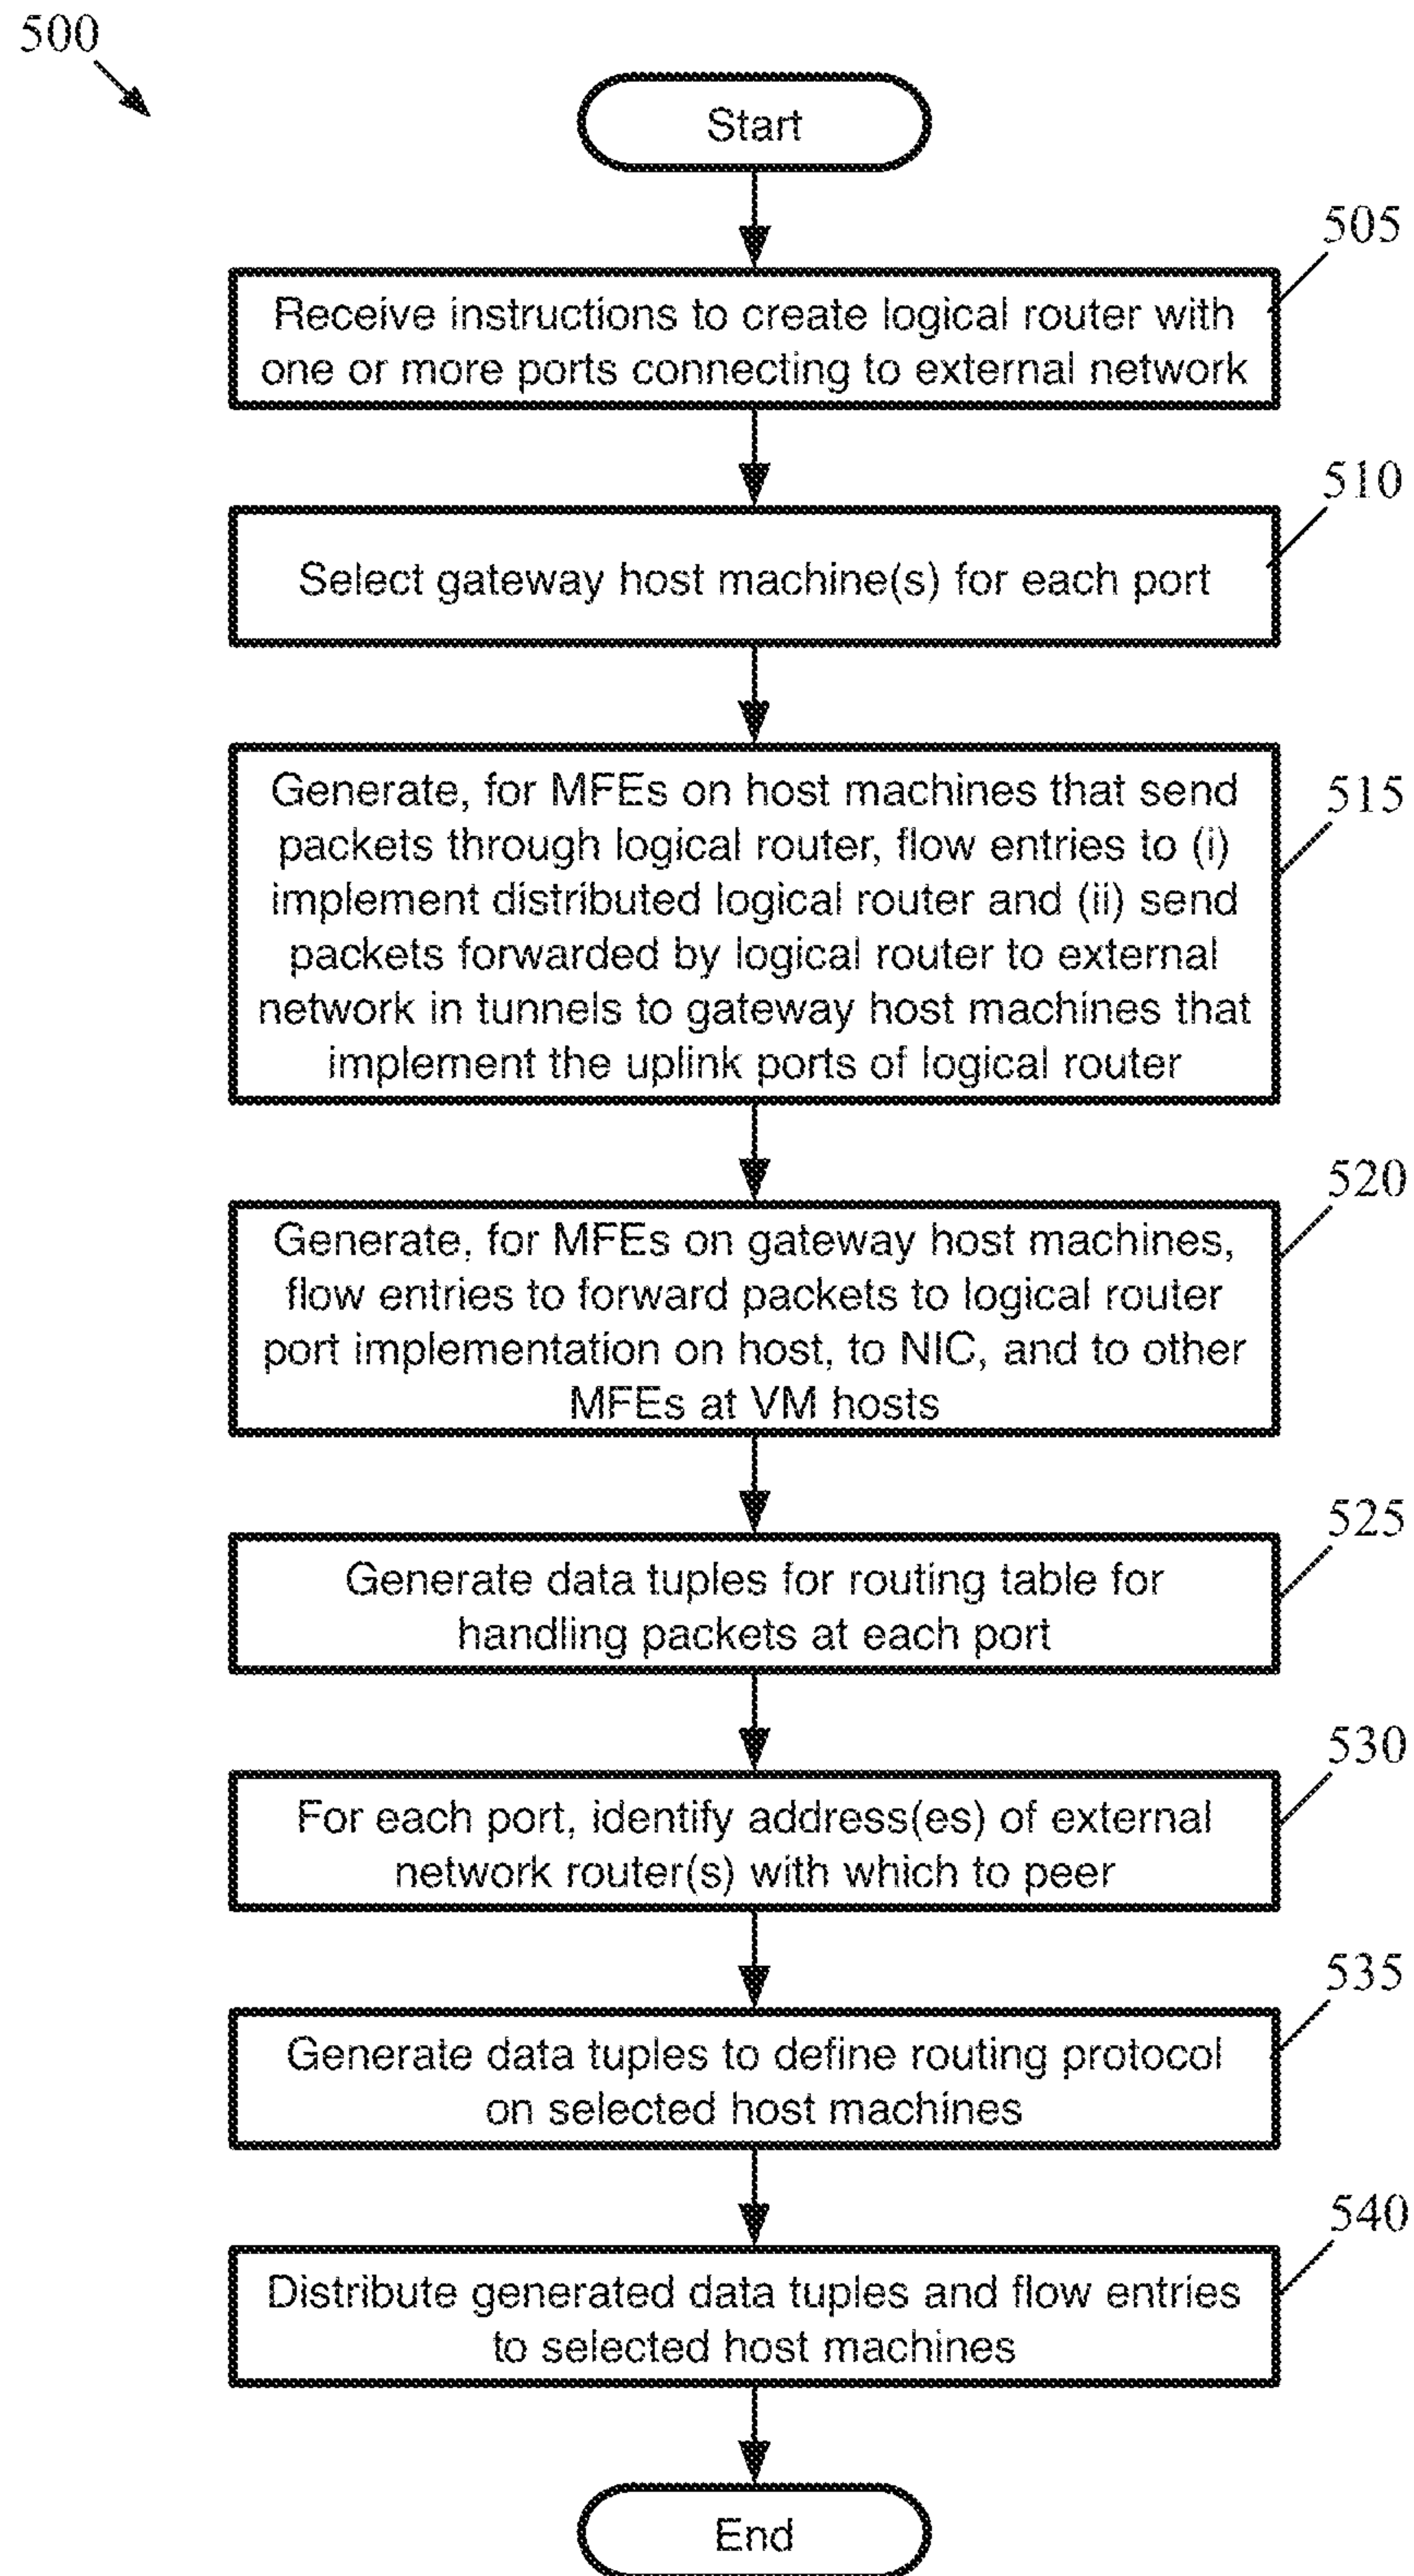 500
Start
505
Receive instructions to create logical router with
one or more ports connecting to external network
510
Select gateway host machine(s) for each port
515
Generate, for MFEs on host machines that send
packets through logical router, flow entries to (i)
implement distributed logical router and (ii) send
packets forwarded by logical router to external
network in tunnels to gateway host machines that
implement the uplink ports of logical router
520
Generate, for MFEs on gateway host machines,
flow entries to forward packets to logical router
port implementation on host, to NIC, and to other
MFEs at VM hosts
525
Generate data tuples for routing table for
handling packets at each port
530
For each port, identify address(es) of external
network router(s) with which to peer
535
Generate data tuples to define routing protocol
on selected host machines
540
Distribute generated data tuples and flow entries
to selected host machines
End